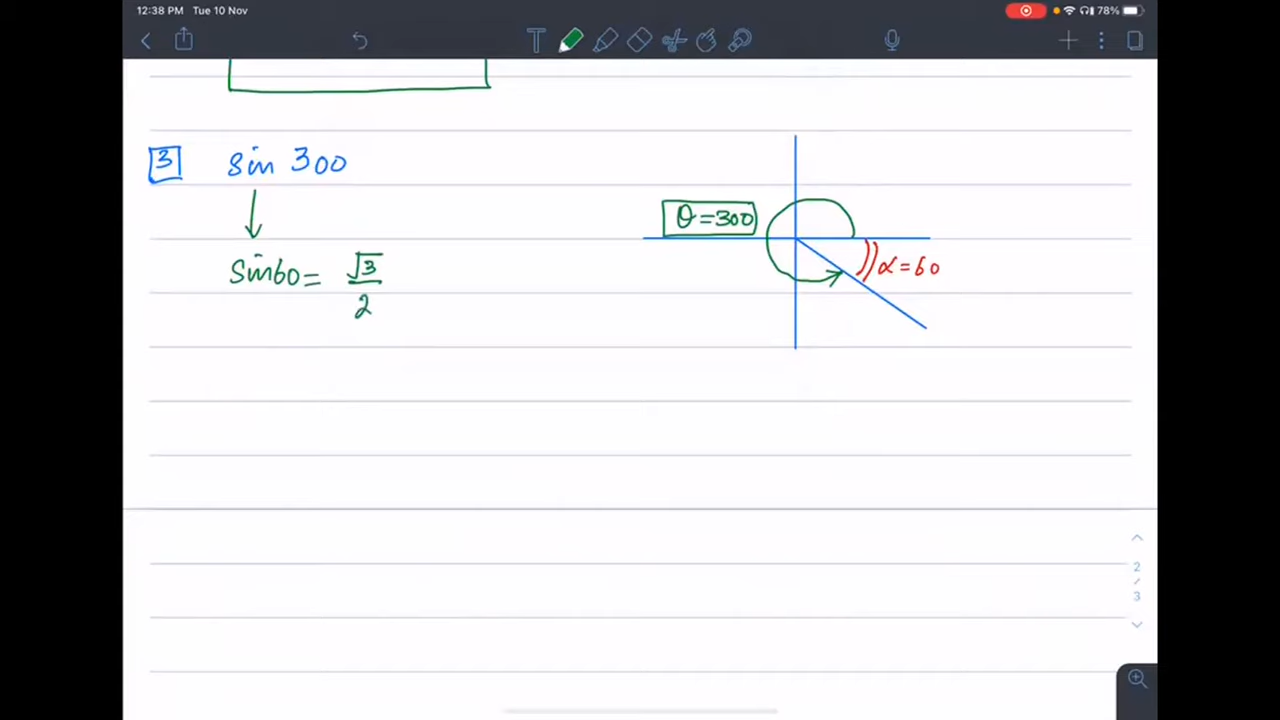 12:38 PM Tue 10 Nov
78%
T
3 sin 300
θ = 300
sin60 = √3/2
α = 60
2
/
3